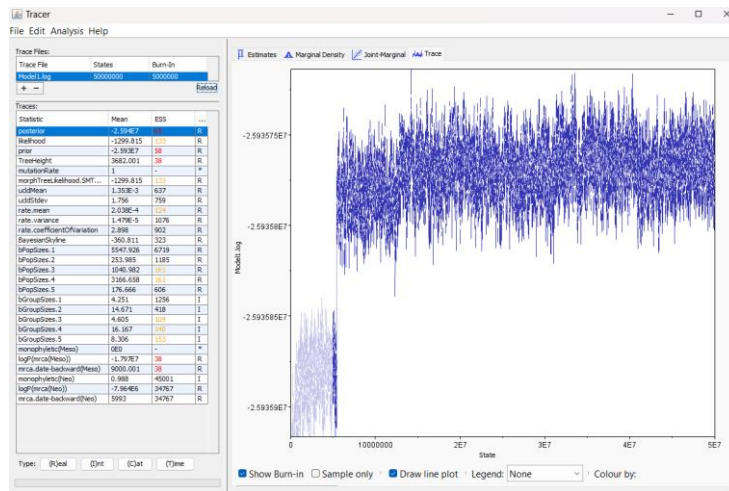 Tracer
File Edit Analysis Help
Trace Files:
Trace File States Burn-In
Model1.log 50000000 5000000
+ − Reload
Traces:
Statistic Mean ESS ...
posterior -2.594E7 R
likelihood -1299.815 133 R
prior -2.593E7 58 R
TreeHeight 3682.001 38 R
mutationRate 1 - *
morphTreeLikelihood.SMT... -1299.815 133 R
ucldMean 1.353E-3 637 R
ucldStdev 1.756 759 R
rate.mean 2.038E-4 124 R
rate.variance 1.479E-5 1076 R
rate.coefficientOfVariation 2.898 902 R
BayesianSkyline -360.811 323 R
bPopSizes.1 5547.926 6719 R
bPopSizes.2 253.985 1185 R
bPopSizes.3 1040.982 161 R
bPopSizes.4 3166.658 161 R
bPopSizes.5 176.666 606 R
bGroupSizes.1 4.251 1256 I
bGroupSizes.2 14.671 418 I
bGroupSizes.3 4.605 109 I
bGroupSizes.4 16.167 140 I
bGroupSizes.5 8.306 153 I
monophyletic(Meso) 0E0 - *
logP(mrca(Meso)) -1.797E7 38 R
mrca.date-backward(Meso) 9000.001 38 R
monophyletic(Neo) 0.988 45001 I
logP(mrca(Neo)) -7.964E6 34767 R
mrca.date-backward(Neo) 5993 34767 R
Type: (R)eal (I)nt (C)at (T)ime
Estimates Marginal Density Joint-Marginal Trace
-2.593575E7
-2.59358E7
-2.593585E7
-2.59359E7
Model1.log
0 10000000 2E7 3E7 4E7 5E7
State
Show Burn-in Sample only Draw line plot Legend: None Colour by: